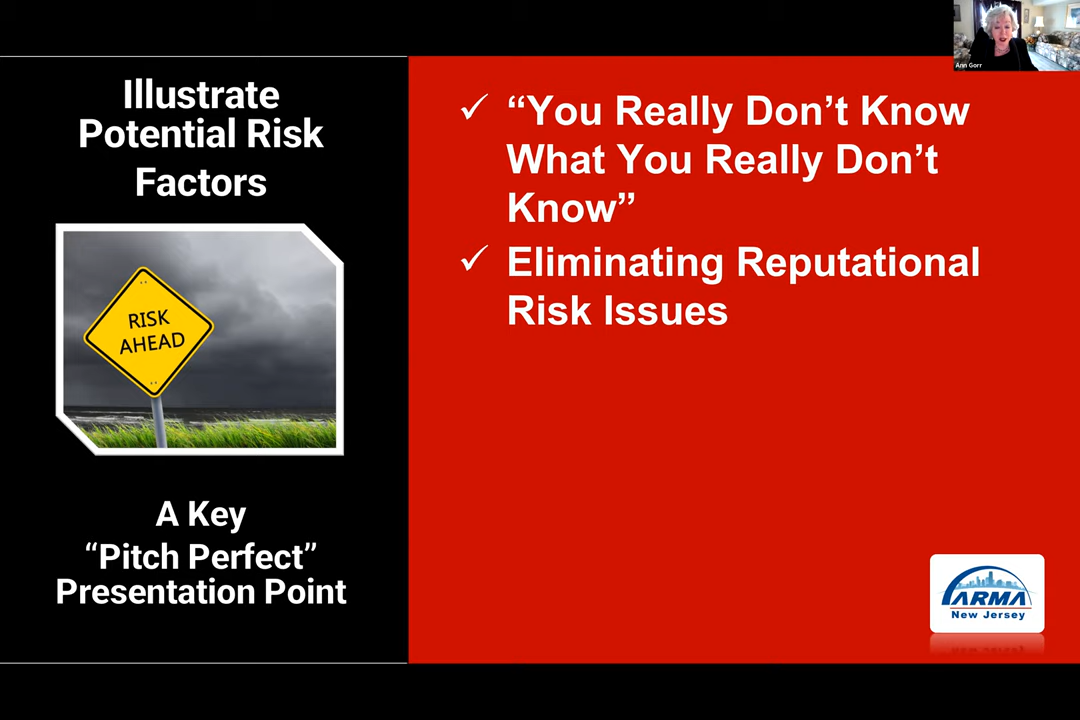 Illustrate
Potential Risk
Factors
RISK
AHEAD
A Key
“Pitch Perfect”
Presentation Point
✓ “You Really Don’t Know
What You Really Don’t
Know”
✓ Eliminating Reputational
Risk Issues
ARMA
New Jersey
Ann Gorr